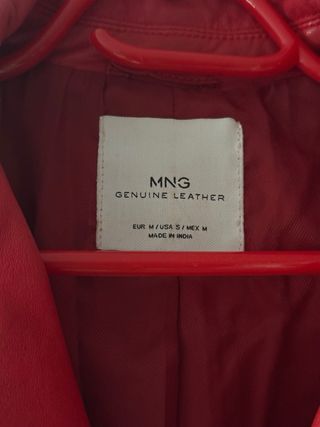 MNG
GENUINE LEATHER
EUR M / USA S / MEX M
MADE IN INDIA